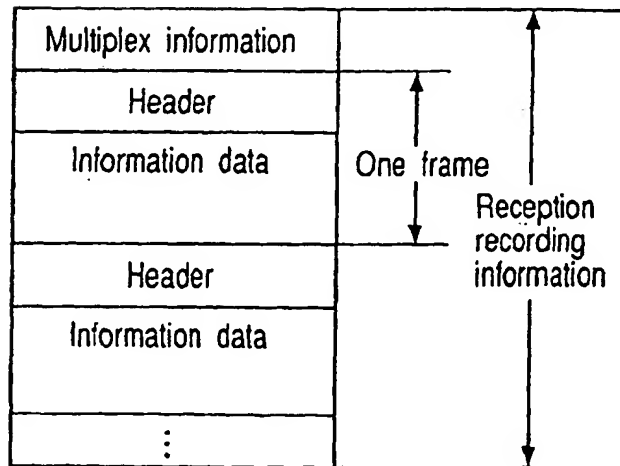 Multiplex information
Header
Information data
One frame
Reception
recording
information
Header
Information data
⋮